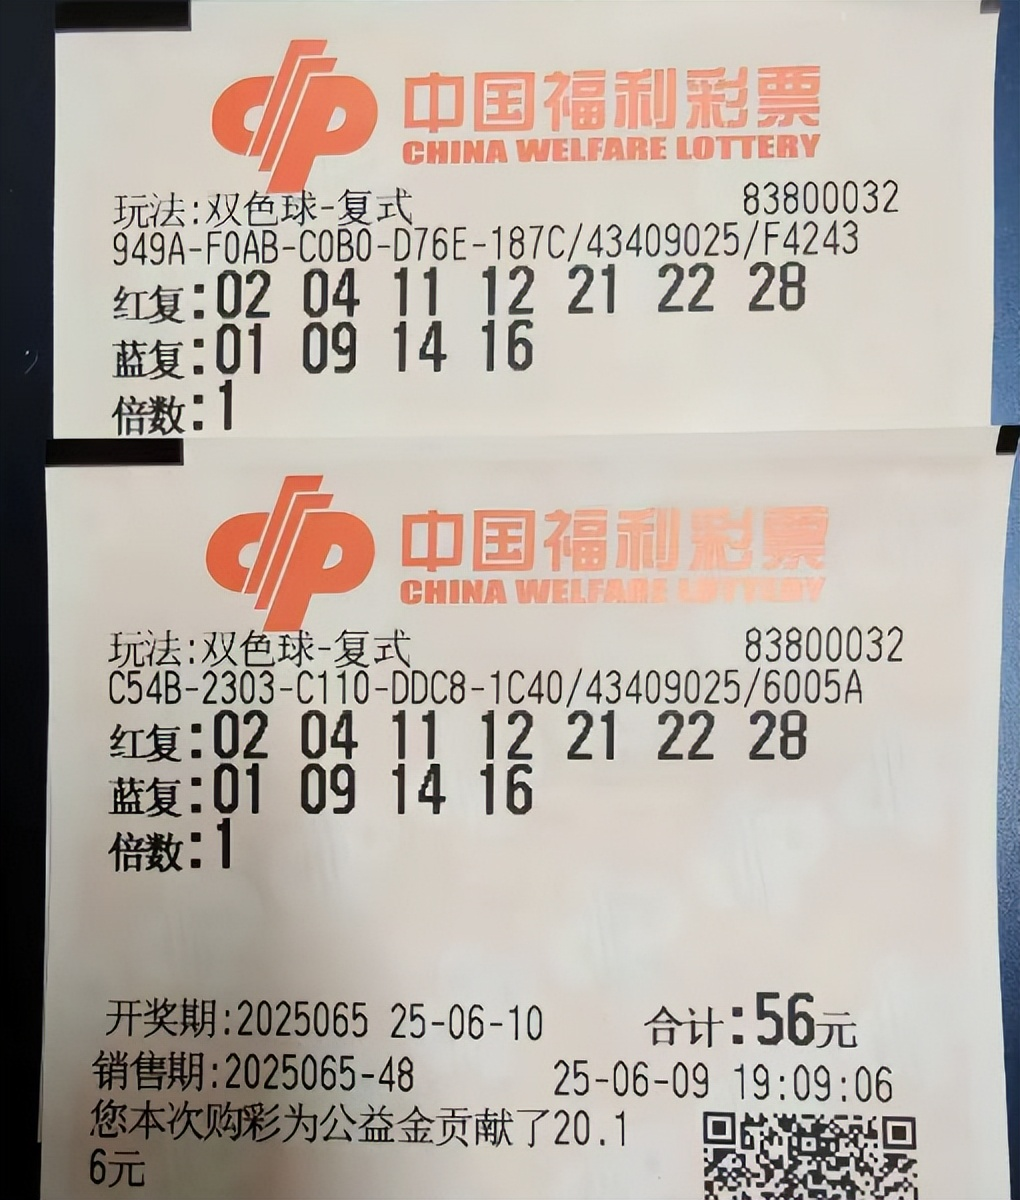 中国福利彩票
CHINA WELFARE LOTTERY
玩法:双色球-复式 83800032
949A-F0AB-C0B0-D76E-187C/43409025/F4243
红复:02 04 11 12 21 22 28
蓝复:01 09 14 16
倍数:1
中国福利彩票
CHINA WELFARE LOTTERY
玩法:双色球-复式 83800032
C54B-2303-C110-DDC8-1C40/43409025/6005A
红复:02 04 11 12 21 22 28
蓝复:01 09 14 16
倍数:1
开奖期:2025065 25-06-10 合计:56元
销售期:2025065-48 25-06-09 19:09:06
您本次购彩为公益金贡献了20.1
6元